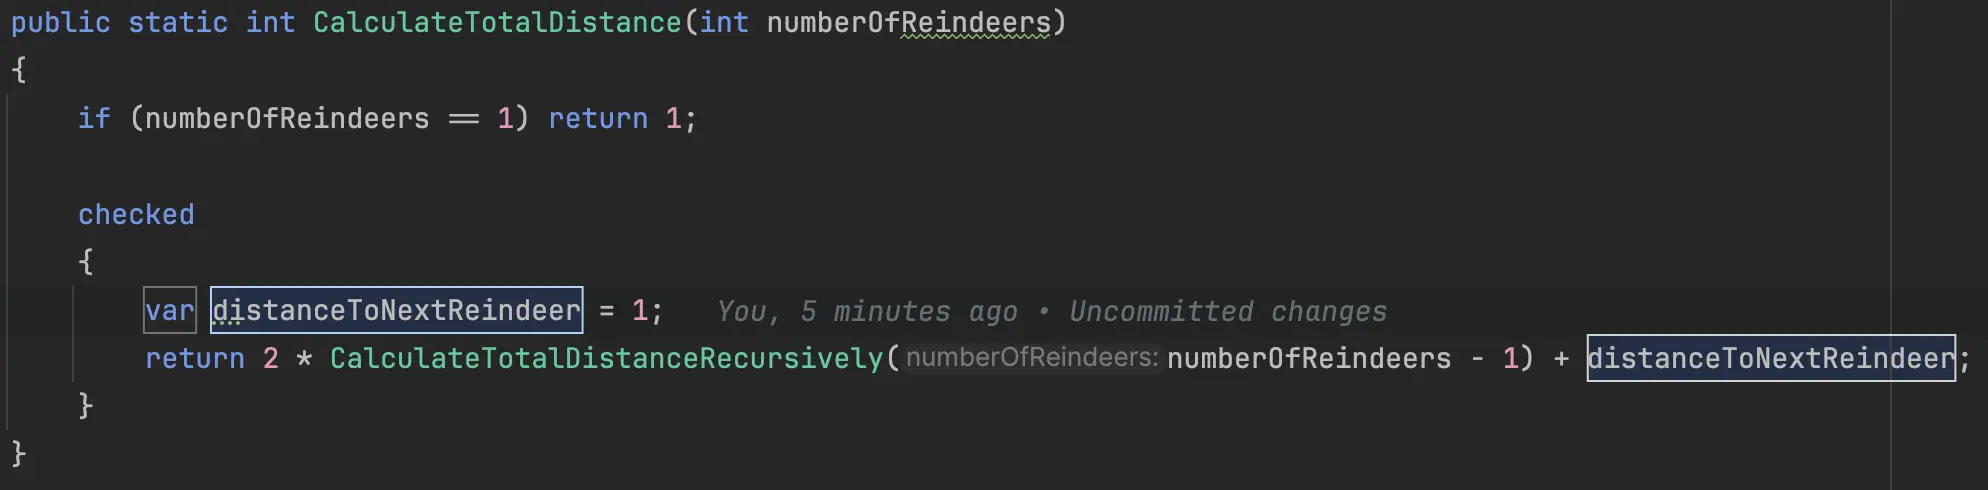 public static int CalculateTotalDistance(int numberOfReindeers)
{
if (numberOfReindeers == 1) return 1;
checked
{
var distanceToNextReindeer = 1; You, 5 minutes ago • Uncommitted changes
return 2 * CalculateTotalDistanceRecursively(numberOfReindeers: numberOfReindeers - 1) + distanceToNextReindeer;
}
}